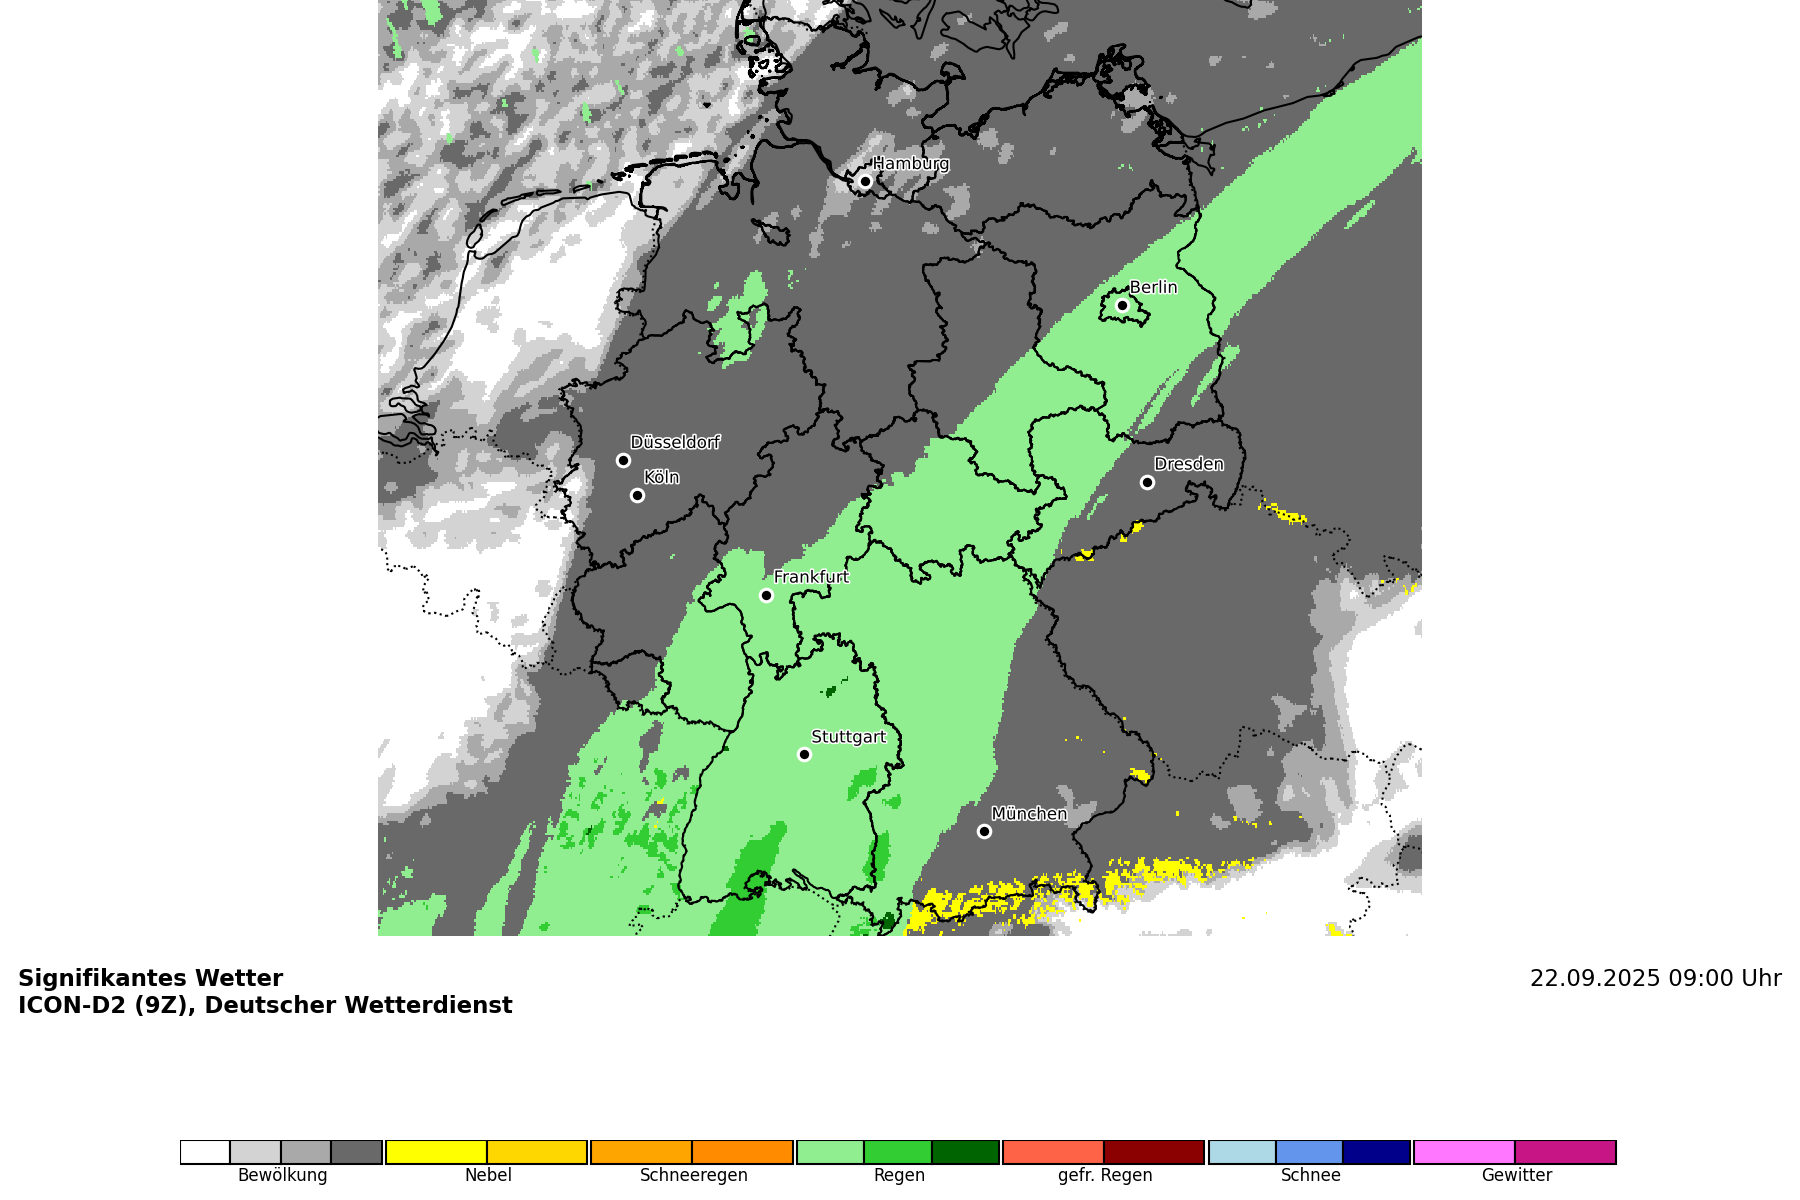 Hamburg
Berlin
Düsseldorf
Köln
Dresden
Frankfurt
Stuttgart
München
Signifikantes Wetter
22.09.2025 09:00 Uhr
ICON-D2 (9Z), Deutscher Wetterdienst
Bewölkung Nebel Schneeregen Regen gefr. Regen Schnee Gewitter